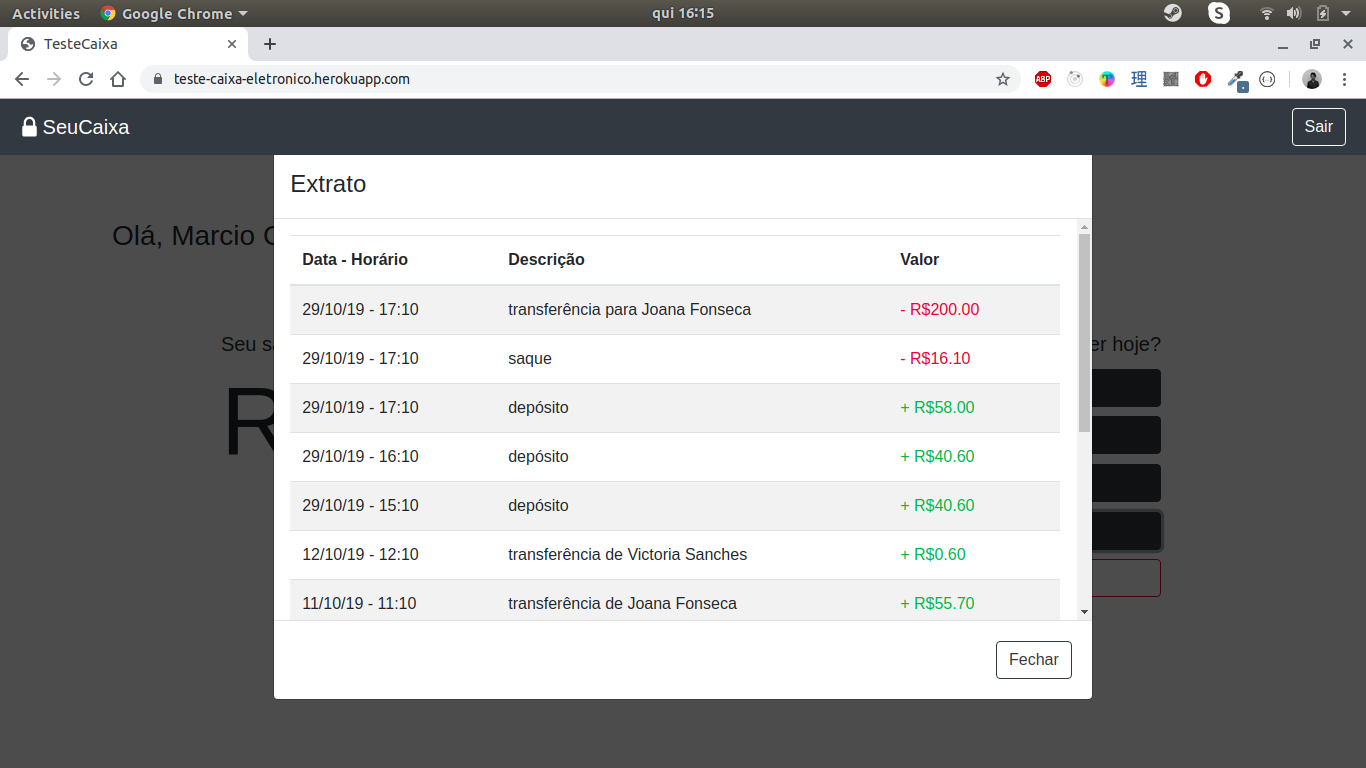 Activities Google Chrome qui 16:15
TesteCaixa
teste-caixa-eletronico.herokuapp.com ABP 理
SeuCaixa Sair
Extrato
Olá, Marcio
Data - Horário Descrição Valor
29/10/19 - 17:10 transferência para Joana Fonseca - R$200.00
Seu hoje?
29/10/19 - 17:10 saque - R$16.10
29/10/19 - 17:10 depósito + R$58.00
29/10/19 - 16:10 depósito + R$40.60
29/10/19 - 15:10 depósito + R$40.60
12/10/19 - 12:10 transferência de Victoria Sanches + R$0.60
11/10/19 - 11:10 transferência de Joana Fonseca + R$55.70
Fechar